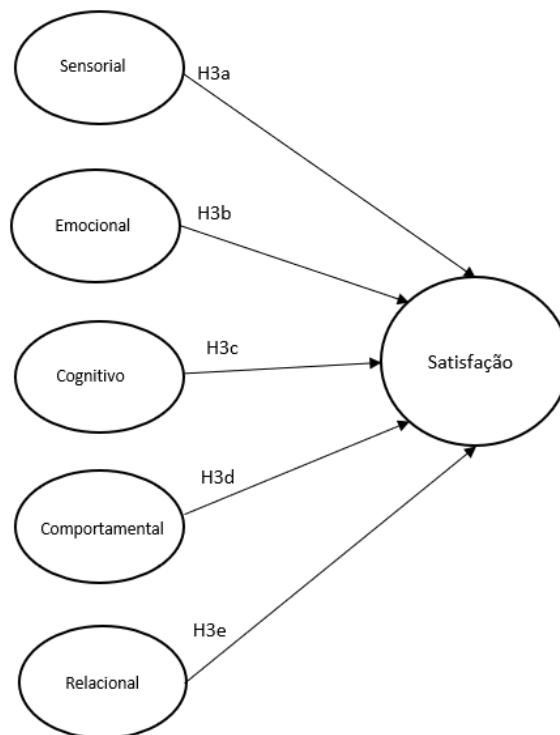 Sensorial
H3a
Emocional
H3b
Cognitivo
H3c
Satisfação
Comportamental
H3d
Relacional
H3e